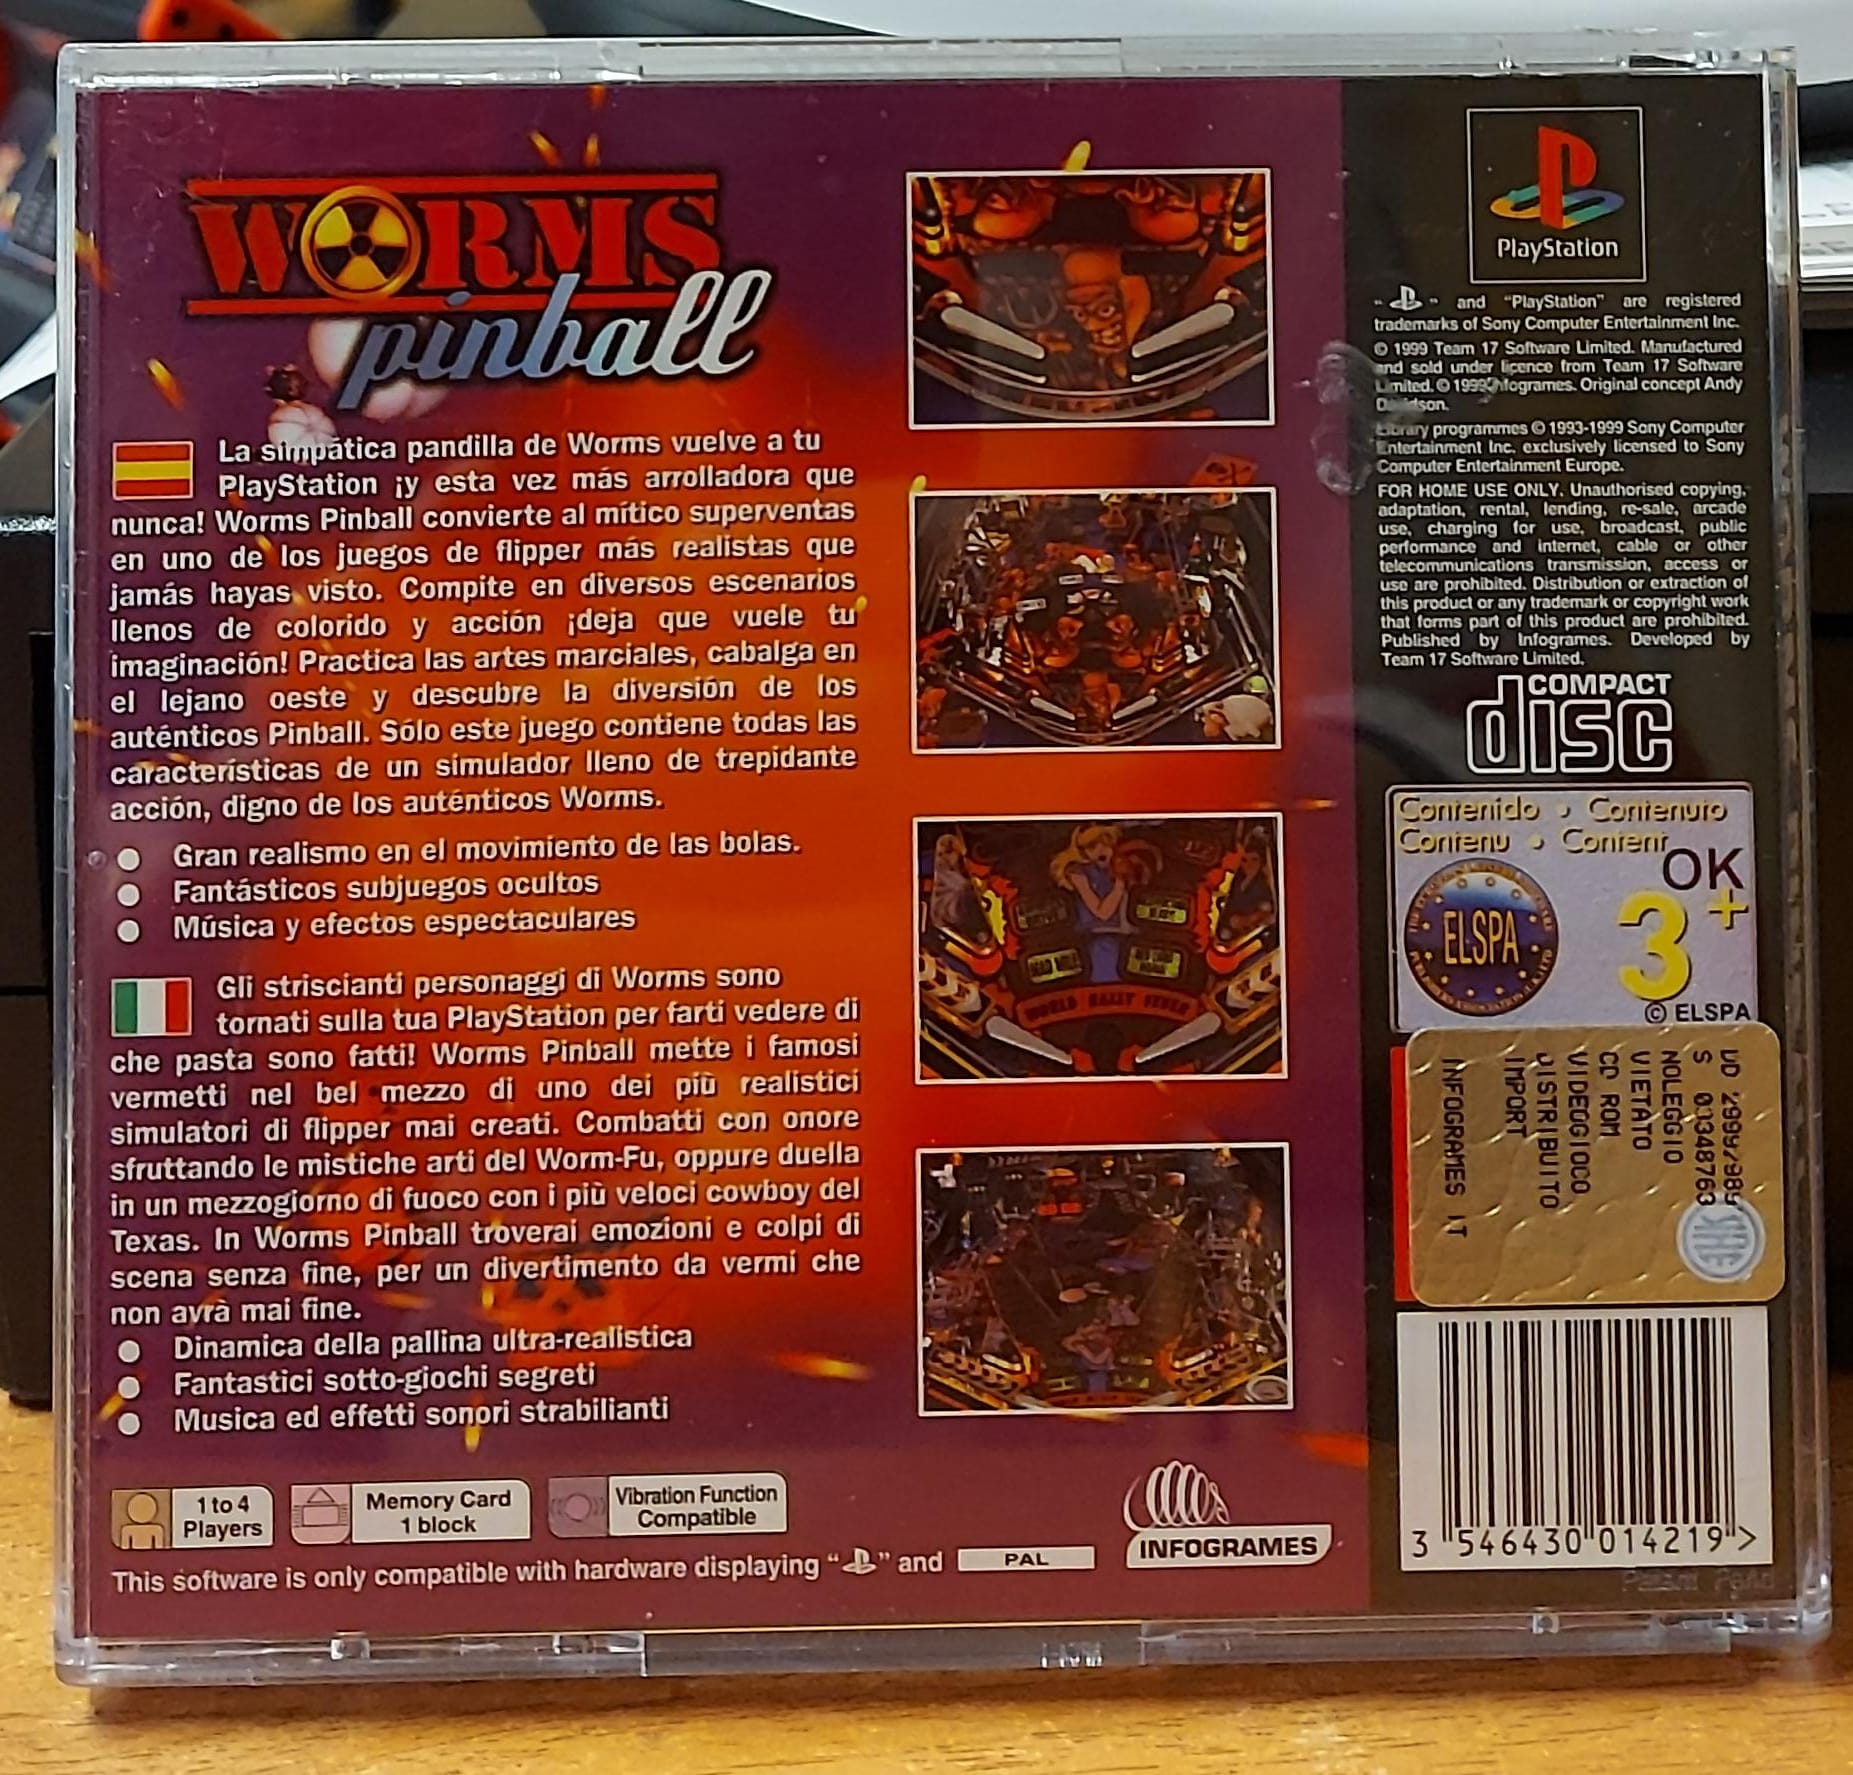 WORMS
pinball
La simpática pandilla de Worms vuelve a tu
PlayStation ¡y esta vez más arrolladora que
nunca! Worms Pinball convierte al mítico superventas
en uno de los juegos de flipper más realistas que
jamás hayas visto. Compite en diversos escenarios
llenos de colorido y acción ¡deja que vuele tu
imaginación! Practica las artes marciales, cabalga en
el lejano oeste y descubre la diversión de los
auténticos Pinball. Sólo este juego contiene todas las
características de un simulador lleno de trepidante
acción, digno de los auténticos Worms.
Gran realismo en el movimiento de las bolas.
Fantásticos subjuegos ocultos
Música y efectos espectaculares
Gli striscianti personaggi di Worms sono
tornati sulla tua PlayStation per farti vedere di
che pasta sono fatti! Worms Pinball mette i famosi
vermetti nel bel mezzo di uno dei più realistici
simulatori di flipper mai creati. Combatti con onore
sfruttando le mistiche arti del Worm-Fu, oppure duella
in un mezzogiorno di fuoco con i più veloci cowboy del
Texas. In Worms Pinball troverai emozioni e colpi di
scena senza fine, per un divertimento da vermi che
non avrà mai fine.
Dinamica della pallina ultra-realistica
Fantastici sotto-giochi segreti
Musica ed effetti sonori strabilianti
1 to 4
Players
Memory Card
1 block
Vibration Function
Compatible
This software is only compatible with hardware displaying “ ” and PAL
WORLD RALLY FEVER
INFOGRAMES
PlayStation
“ ” and “PlayStation” are registered
trademarks of Sony Computer Entertainment Inc.
© 1999 Team 17 Software Limited. Manufactured
and sold under licence from Team 17 Software
Limited. © 1999 Infogrames. Original concept Andy
Davidson.
Library programmes © 1993-1999 Sony Computer
Entertainment Inc. exclusively licensed to Sony
Computer Entertainment Europe.
FOR HOME USE ONLY. Unauthorised copying,
adaptation, rental, lending, re-sale, arcade
use, charging for use, broadcast, public
performance and internet, cable or other
telecommunications transmission, access or
use are prohibited. Distribution or extraction of
this product or any trademark or copyright work
that forms part of this product are prohibited.
Published by Infogrames. Developed by
Team 17 Software Limited.
COMPACT
disc
Contenido • Contenuto
Contenu • Content
OK
3+
ELSPA
© ELSPA
S 03348763
NOLEGGIO
VIETATO
CD ROM
VIDEOGIOCO
DISTRIBUITO
IMPORT
INFOGRAMES IT
3 546430 014219 >